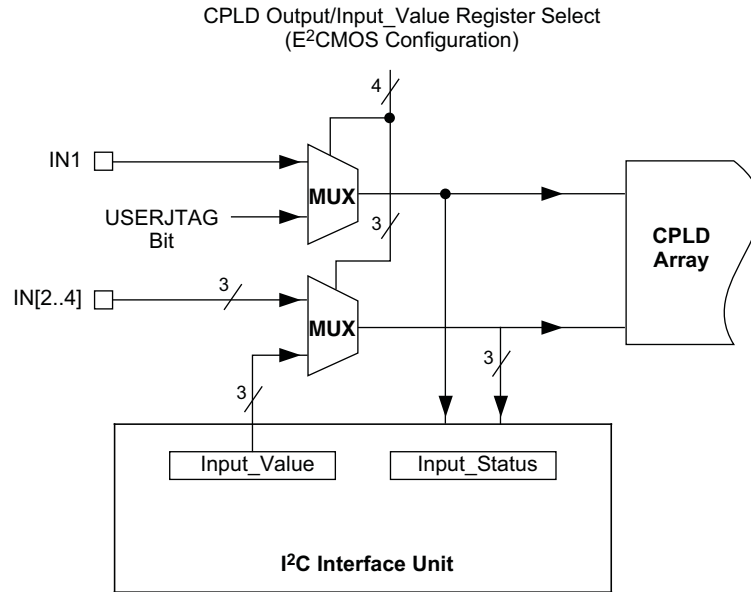 CPLD Output/Input_Value Register Select
(E²CMOS Configuration)
4
IN1
MUX
USERJTAG
Bit
3
CPLD
Array
IN[2..4]
3
MUX
3
3
Input_Value
Input_Status
I²C Interface Unit